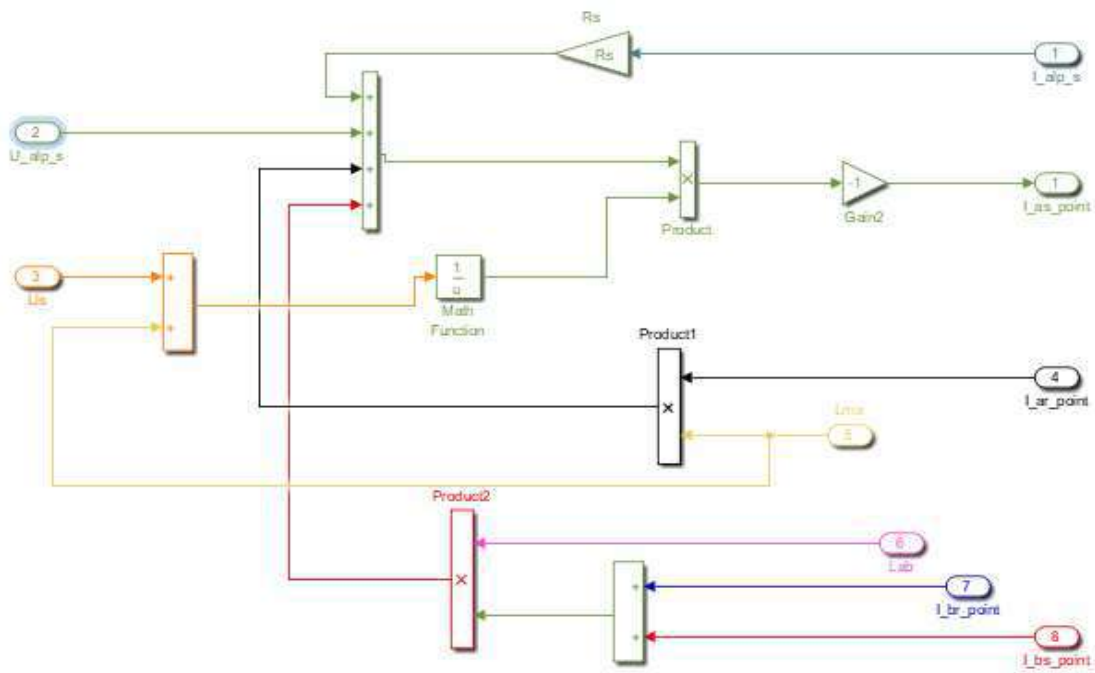 Rs
Rs
1
I_alp_s
2
U_alp_s
+
+
+
+
×
Product
-1
Gain2
1
I_as_point
3
+
+
1
u
Math
Function
Product1
×
4
I_ar_point
5
Product2
×
6
Lab
+
7
I_br_point
+
8
I_bs_point